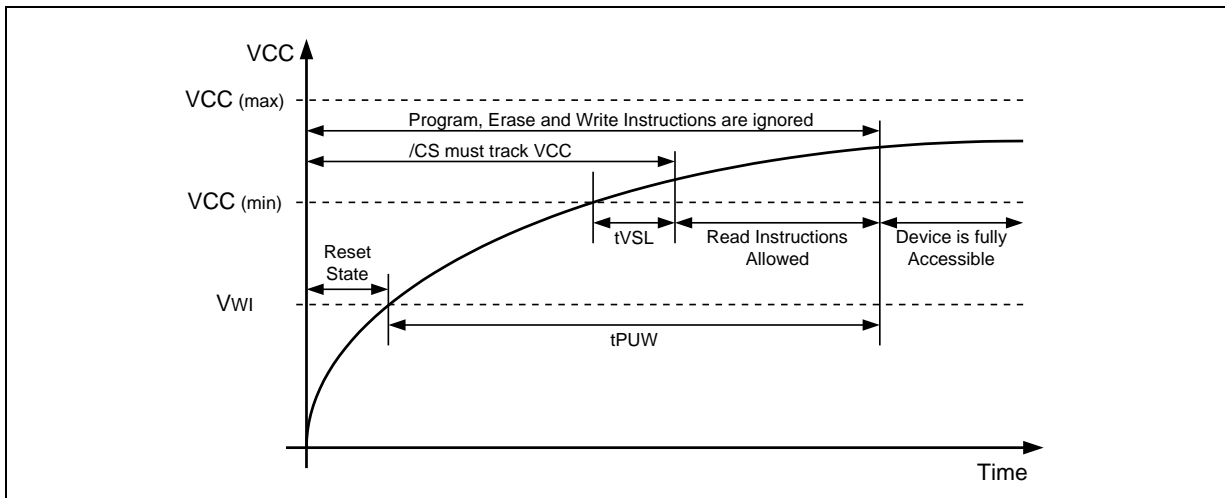 VCC
VCC (max)
Program, Erase and Write Instructions are ignored
/CS must track VCC
VCC (min)
tVSL
Read Instructions
Allowed
Device is fully
Accessible
Reset
State
VWI
tPUW
Time